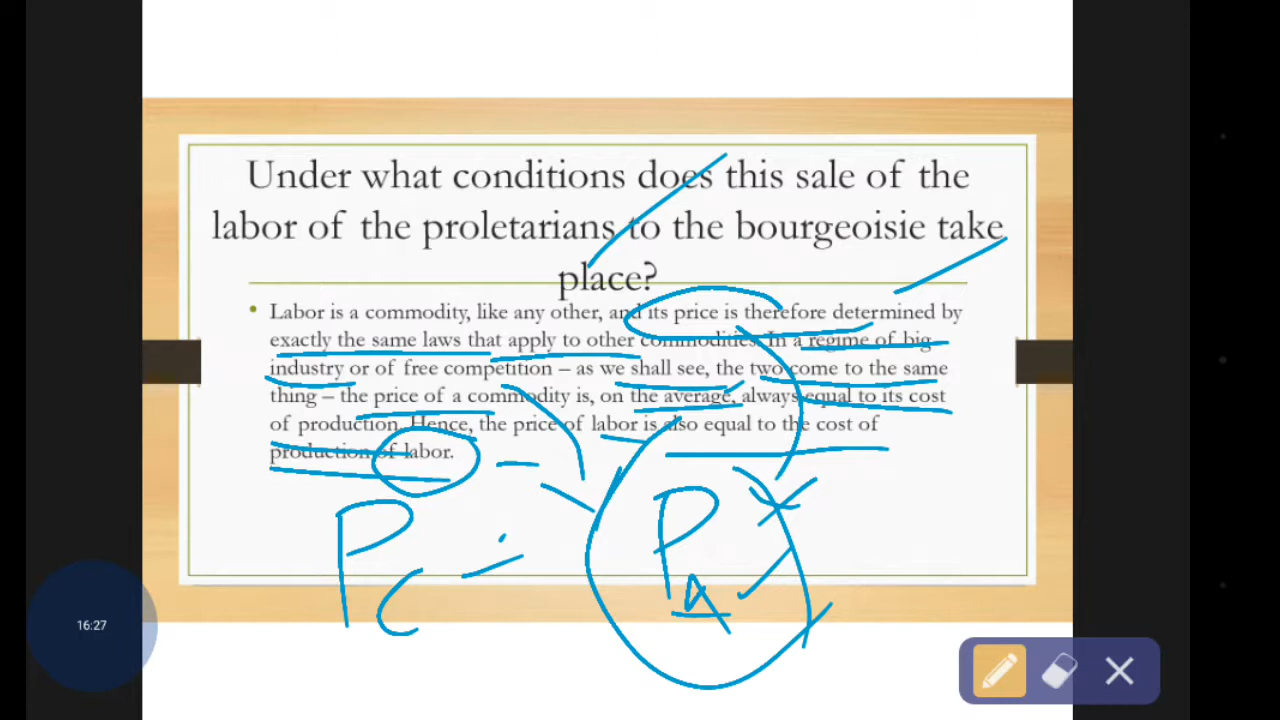 Under what conditions does this sale of the
labor of the proletarians to the bourgeoisie take
place?
• Labor is a commodity, like any other, and its price is therefore determined by
exactly the same laws that apply to other commodities. In a regime of big
industry or of free competition – as we shall see, the two come to the same
thing – the price of a commodity is, on the average, always equal to its cost
of production. Hence, the price of labor is also equal to the cost of
production of labor.
Pc
P
16:27